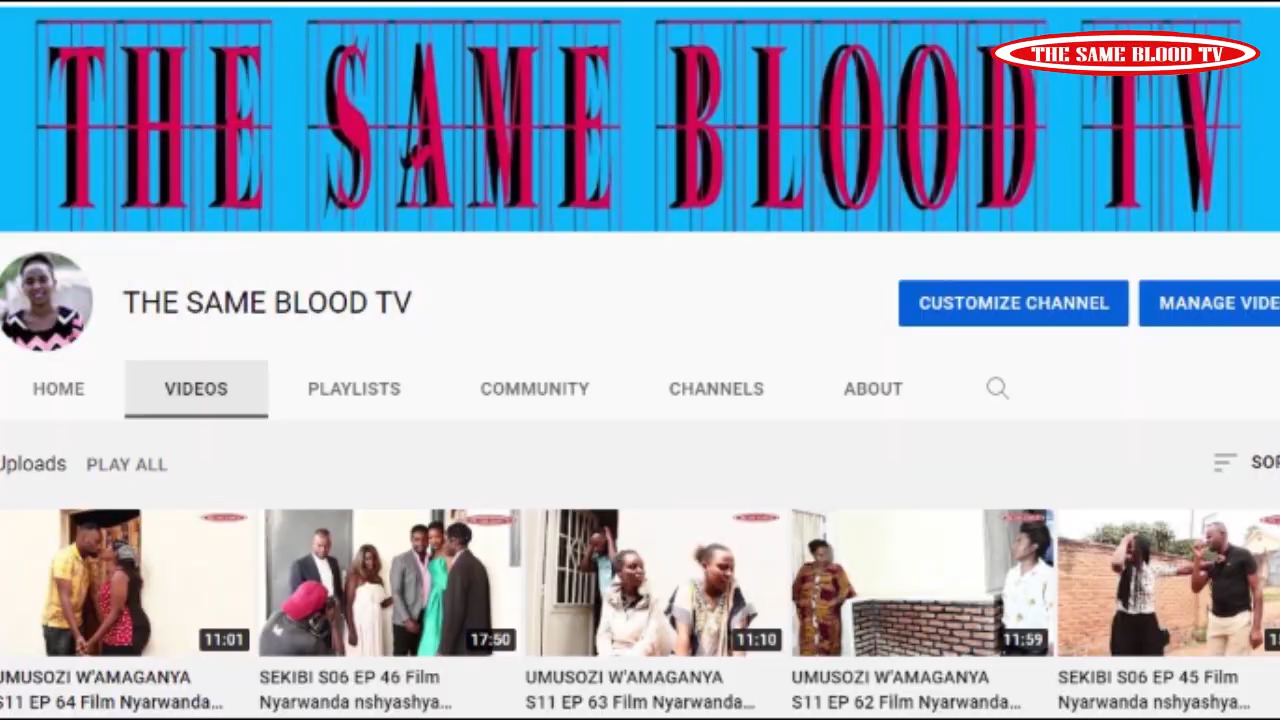 THE SAME BLOOD TV
THE SAME BLOOD TV
THE SAME BLOOD TV
CUSTOMIZE CHANNEL
MANAGE VIDE
HOME
VIDEOS
PLAYLISTS
COMMUNITY
CHANNELS
ABOUT
Uploads
PLAY ALL
SOR
11:01
17:50
11:10
11:59
UMUSOZI W'AMAGANYA
S11 EP 64 Film Nyarwanda...
SEKIBI S06 EP 46 Film
Nyarwanda nshyashya...
UMUSOZI W'AMAGANYA
S11 EP 63 Film Nyarwanda...
UMUSOZI W'AMAGANYA
S11 EP 62 Film Nyarwanda...
SEKIBI S06 EP 45 Film
Nyarwanda nshyashya...